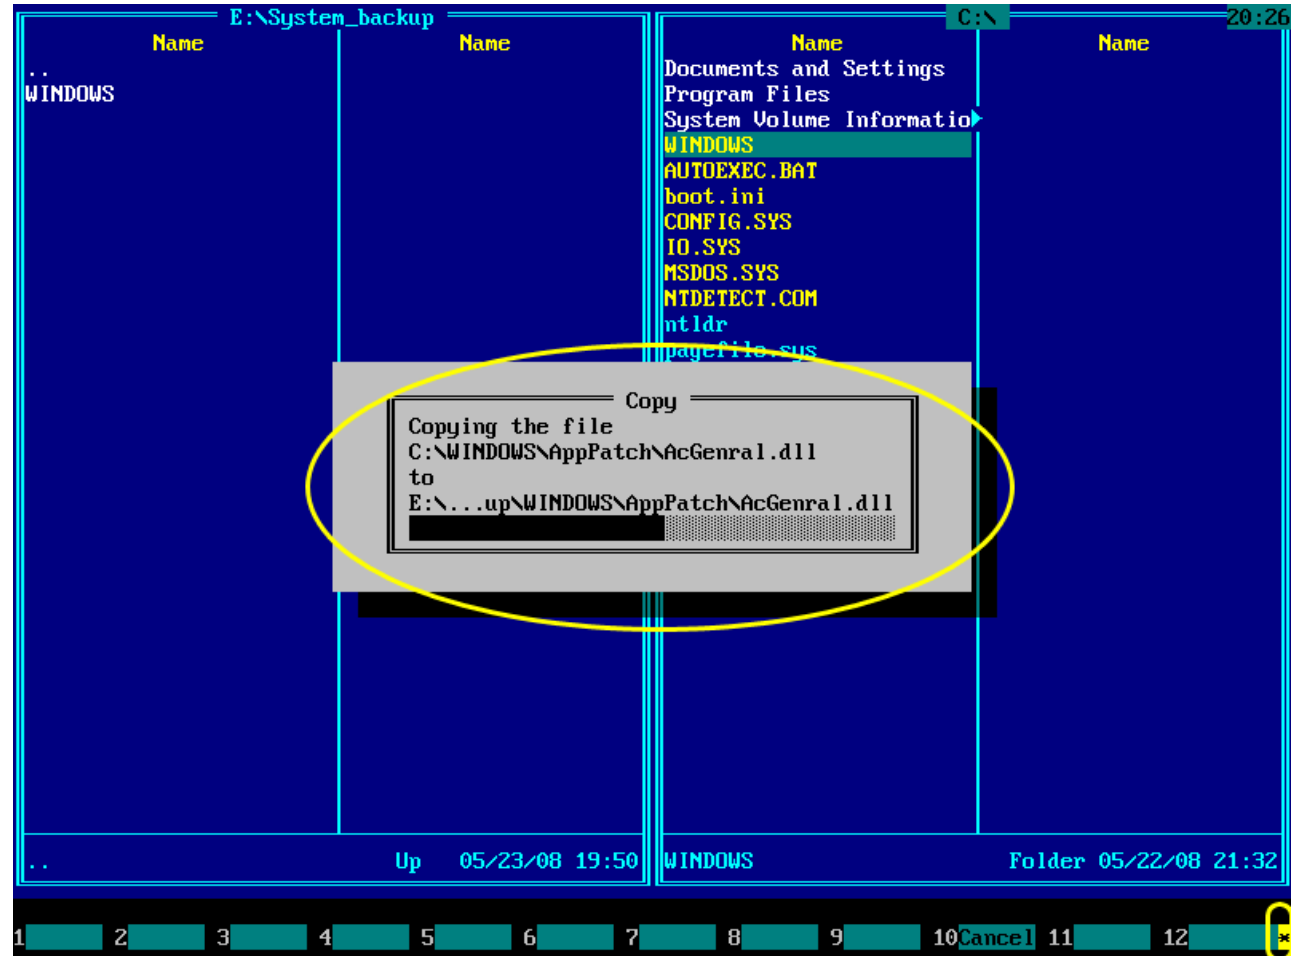 E:\System_backup
C:\
20:26
Name
Name
Name
Name
..
WINDOWS
Documents and Settings
Program Files
System Volume Informatio
WINDOWS
AUTOEXEC.BAT
boot.ini
CONFIG.SYS
IO.SYS
MSDOS.SYS
NTDETECT.COM
ntldr
pagefile.sys
Copy
Copying the file
C:\WINDOWS\AppPatch\AcGenral.dll
to
E:\...up\WINDOWS\AppPatch\AcGenral.dll
.. Up 05/23/08 19:50
WINDOWS Folder 05/22/08 21:32
1 2 3 4 5 6 7 8 9 10Cancel 11 12 *